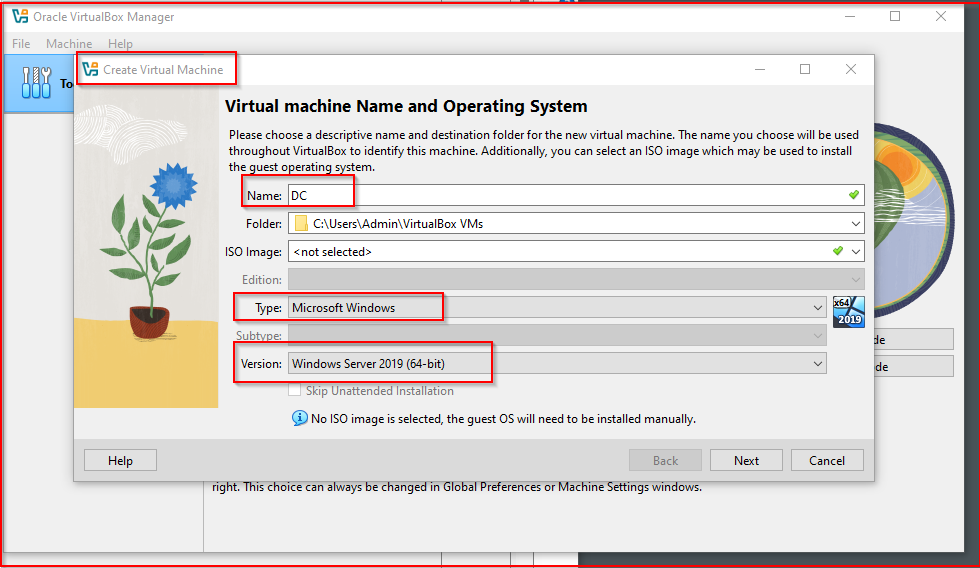 Oracle VirtualBox Manager
File Machine Help
To
Create Virtual Machine
Virtual machine Name and Operating System
Please choose a descriptive name and destination folder for the new virtual machine. The name you choose will be used
throughout VirtualBox to identify this machine. Additionally, you can select an ISO image which may be used to install
the guest operating system.
Name: DC
Folder: C:\Users\Admin\VirtualBox VMs
ISO Image: <not selected>
Edition:
Type: Microsoft Windows
x64
2019
Subtype:
Version: Windows Server 2019 (64-bit)
Skip Unattended Installation
No ISO image is selected, the guest OS will need to be installed manually.
de
de
Help Back Next Cancel
right. This choice can always be changed in Global Preferences or Machine Settings windows.